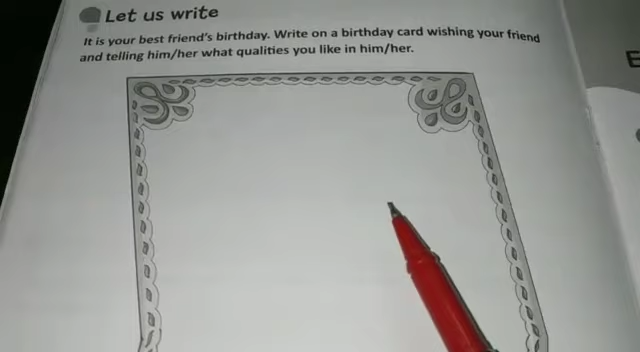 Let us write
It is your best friend's birthday. Write on a birthday card wishing your friend
and telling him/her what qualities you like in him/her.
E